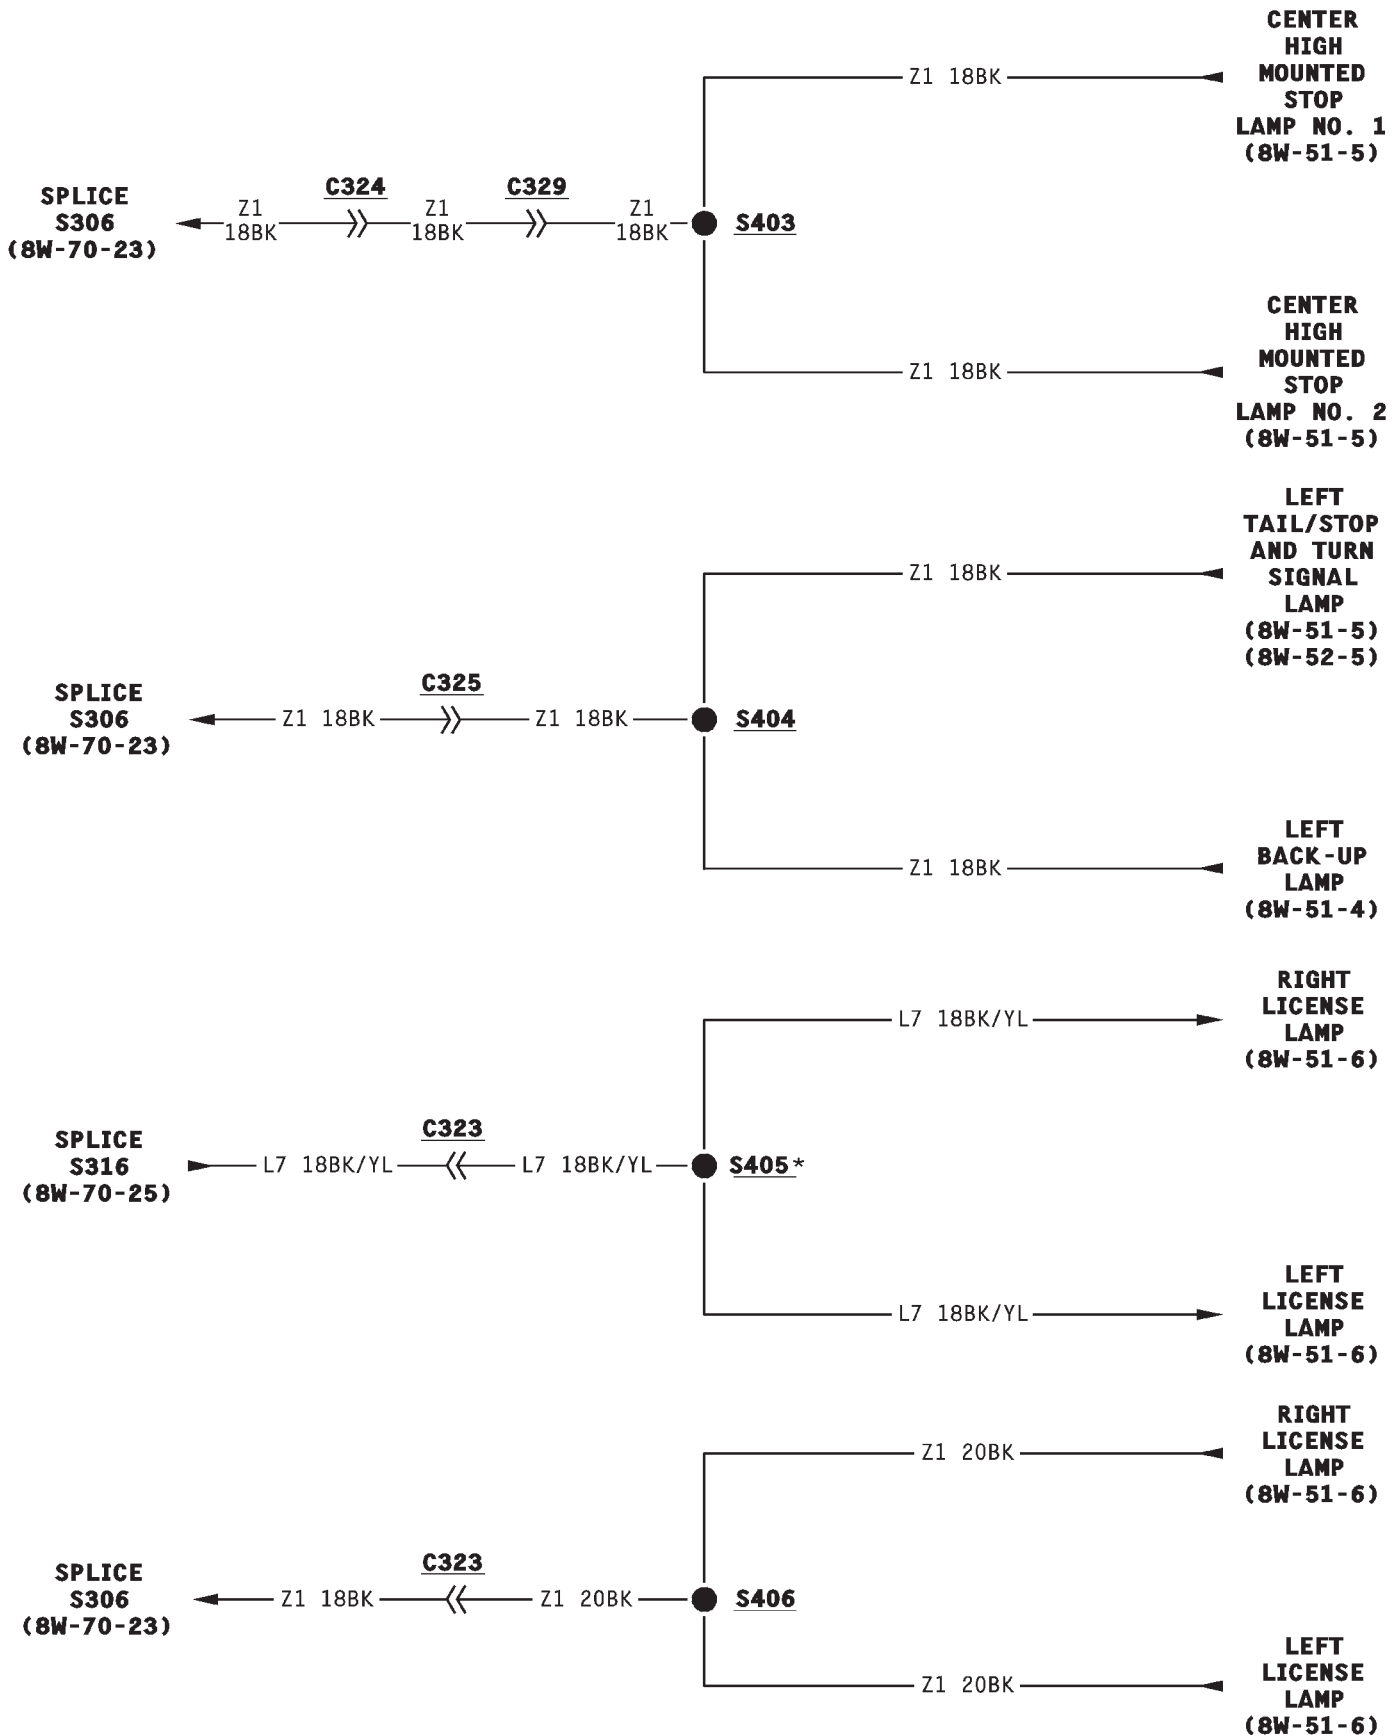 CENTER
HIGH
MOUNTED
STOP
LAMP NO. 1
(8W-51-5)
Z1 18BK
SPLICE
S306
(8W-70-23)
Z1
18BK
C324
Z1
18BK
C329
Z1
18BK
S403
Z1 18BK
CENTER
HIGH
MOUNTED
STOP
LAMP NO. 2
(8W-51-5)
LEFT
TAIL/STOP
AND TURN
SIGNAL
LAMP
(8W-51-5)
(8W-52-5)
Z1 18BK
SPLICE
S306
(8W-70-23)
Z1 18BK
C325
Z1 18BK
S404
Z1 18BK
LEFT
BACK-UP
LAMP
(8W-51-4)
RIGHT
LICENSE
LAMP
(8W-51-6)
L7 18BK/YL
SPLICE
S316
(8W-70-25)
L7 18BK/YL
C323
L7 18BK/YL
S405*
L7 18BK/YL
LEFT
LICENSE
LAMP
(8W-51-6)
RIGHT
LICENSE
LAMP
(8W-51-6)
Z1 20BK
SPLICE
S306
(8W-70-23)
Z1 18BK
C323
Z1 20BK
S406
Z1 20BK
LEFT
LICENSE
LAMP
(8W-51-6)